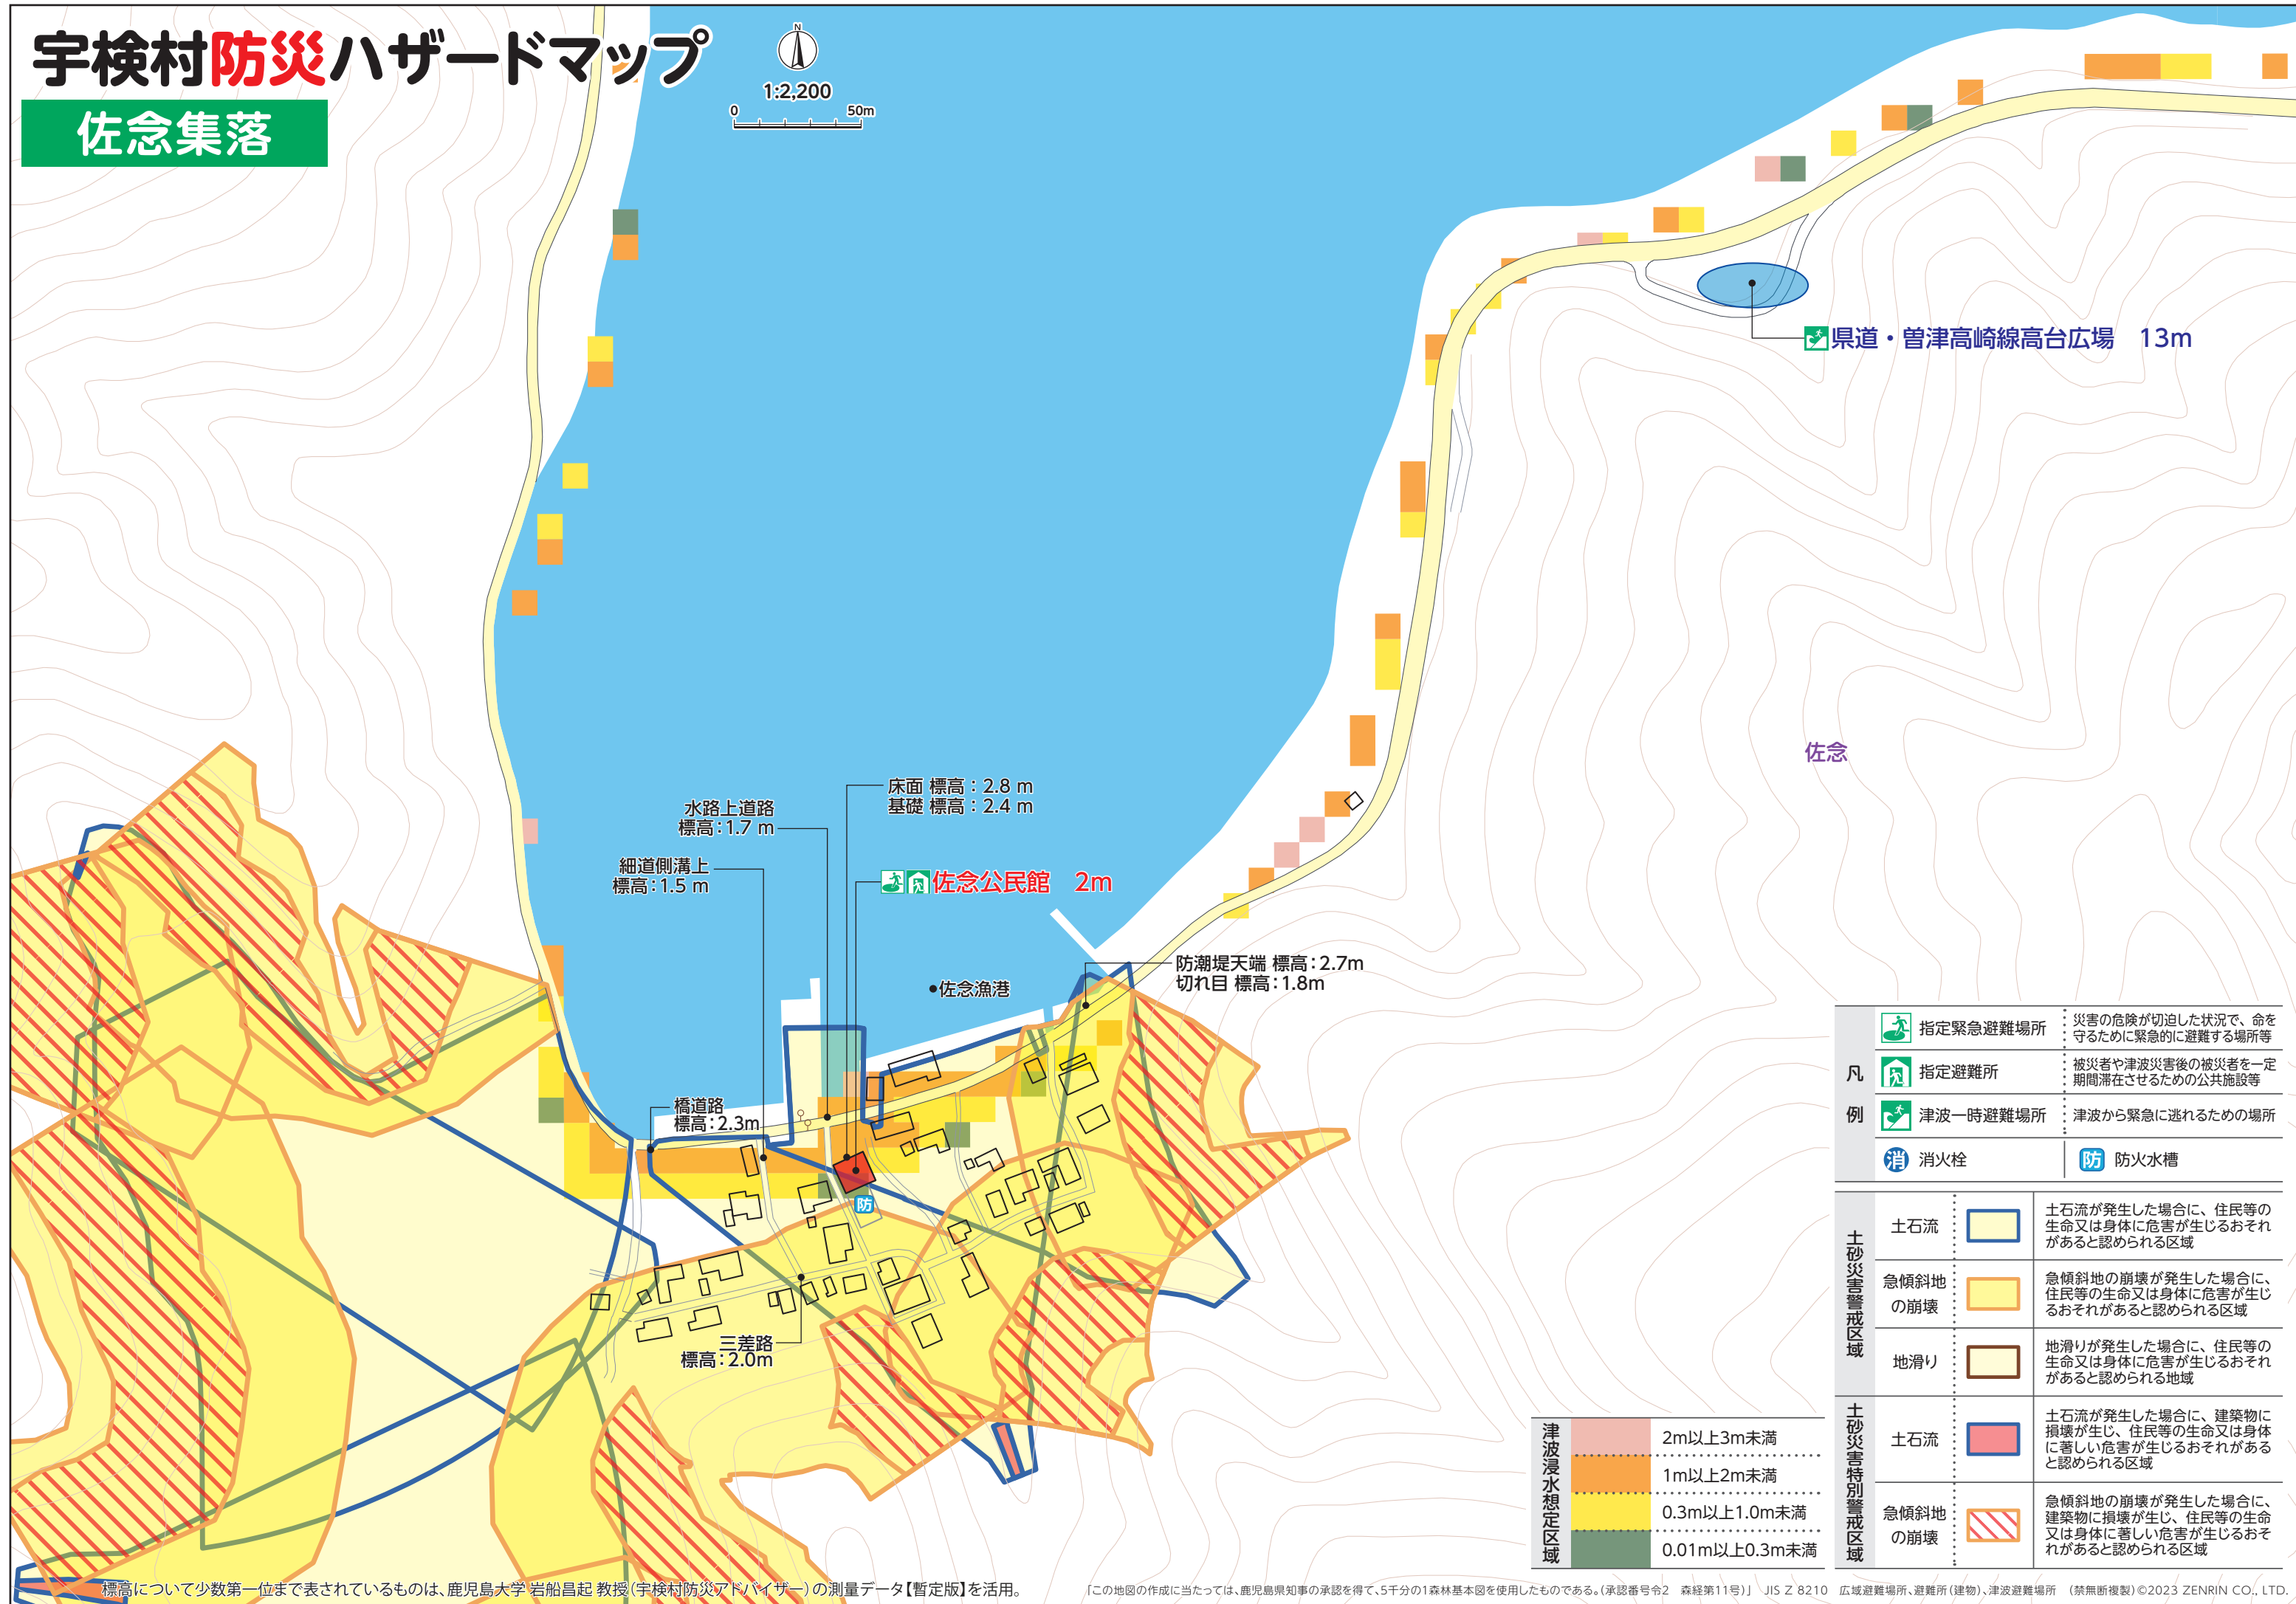 宇検村防災ハザードマップ
佐念集落
N
1:2,200
0 50m
県道・曽津高崎線高台広場 13m
佐念
床面 標高：2.8 m
基礎 標高：2.4 m
水路上道路
標高：1.7 m
細道側溝上
標高：1.5 m
佐念公民館 2m
防潮堤天端 標高：2.7m
切れ目 標高：1.8m
佐念漁港
橋道路
標高：2.3m
防
三差路
標高：2.0m
凡例
指定緊急避難場所
災害の危険が切迫した状況で、命を
守るために緊急的に避難する場所等
指定避難所
被災者や津波災害後の被災者を一定
期間滞在させるための公共施設等
津波一時避難場所
津波から緊急に逃れるための場所
消 消火栓
防 防火水槽
土砂災害警戒区域
土石流
土石流が発生した場合に、住民等の
生命又は身体に危害が生じるおそれ
があると認められる区域
急傾斜地
の崩壊
急傾斜地の崩壊が発生した場合に、
住民等の生命又は身体に危害が生じ
るおそれがあると認められる区域
地滑り
地滑りが発生した場合に、住民等の
生命又は身体に危害が生じるおそれ
があると認められる地域
土砂災害特別警戒区域
土石流
土石流が発生した場合に、建築物に
損壊が生じ、住民等の生命又は身体
に著しい危害が生じるおそれがある
と認められる区域
急傾斜地
の崩壊
急傾斜地の崩壊が発生した場合に、
建築物に損壊が生じ、住民等の生命
又は身体に著しい危害が生じるおそ
れがあると認められる区域
津波浸水想定区域
2m以上3m未満
1m以上2m未満
0.3m以上1.0m未満
0.01m以上0.3m未満
標高について少数第一位まで表されているものは、鹿児島大学 岩船昌起 教授（宇検村防災アドバイザー）の測量データ【暫定版】を活用。
「この地図の作成に当たっては、鹿児島県知事の承認を得て、5千分の1森林基本図を使用したものである。（承認番号令2 森経第11号）」 JIS Z 8210 広域避難場所、避難所（建物）、津波避難場所 （禁無断複製）©2023 ZENRIN CO., LTD.